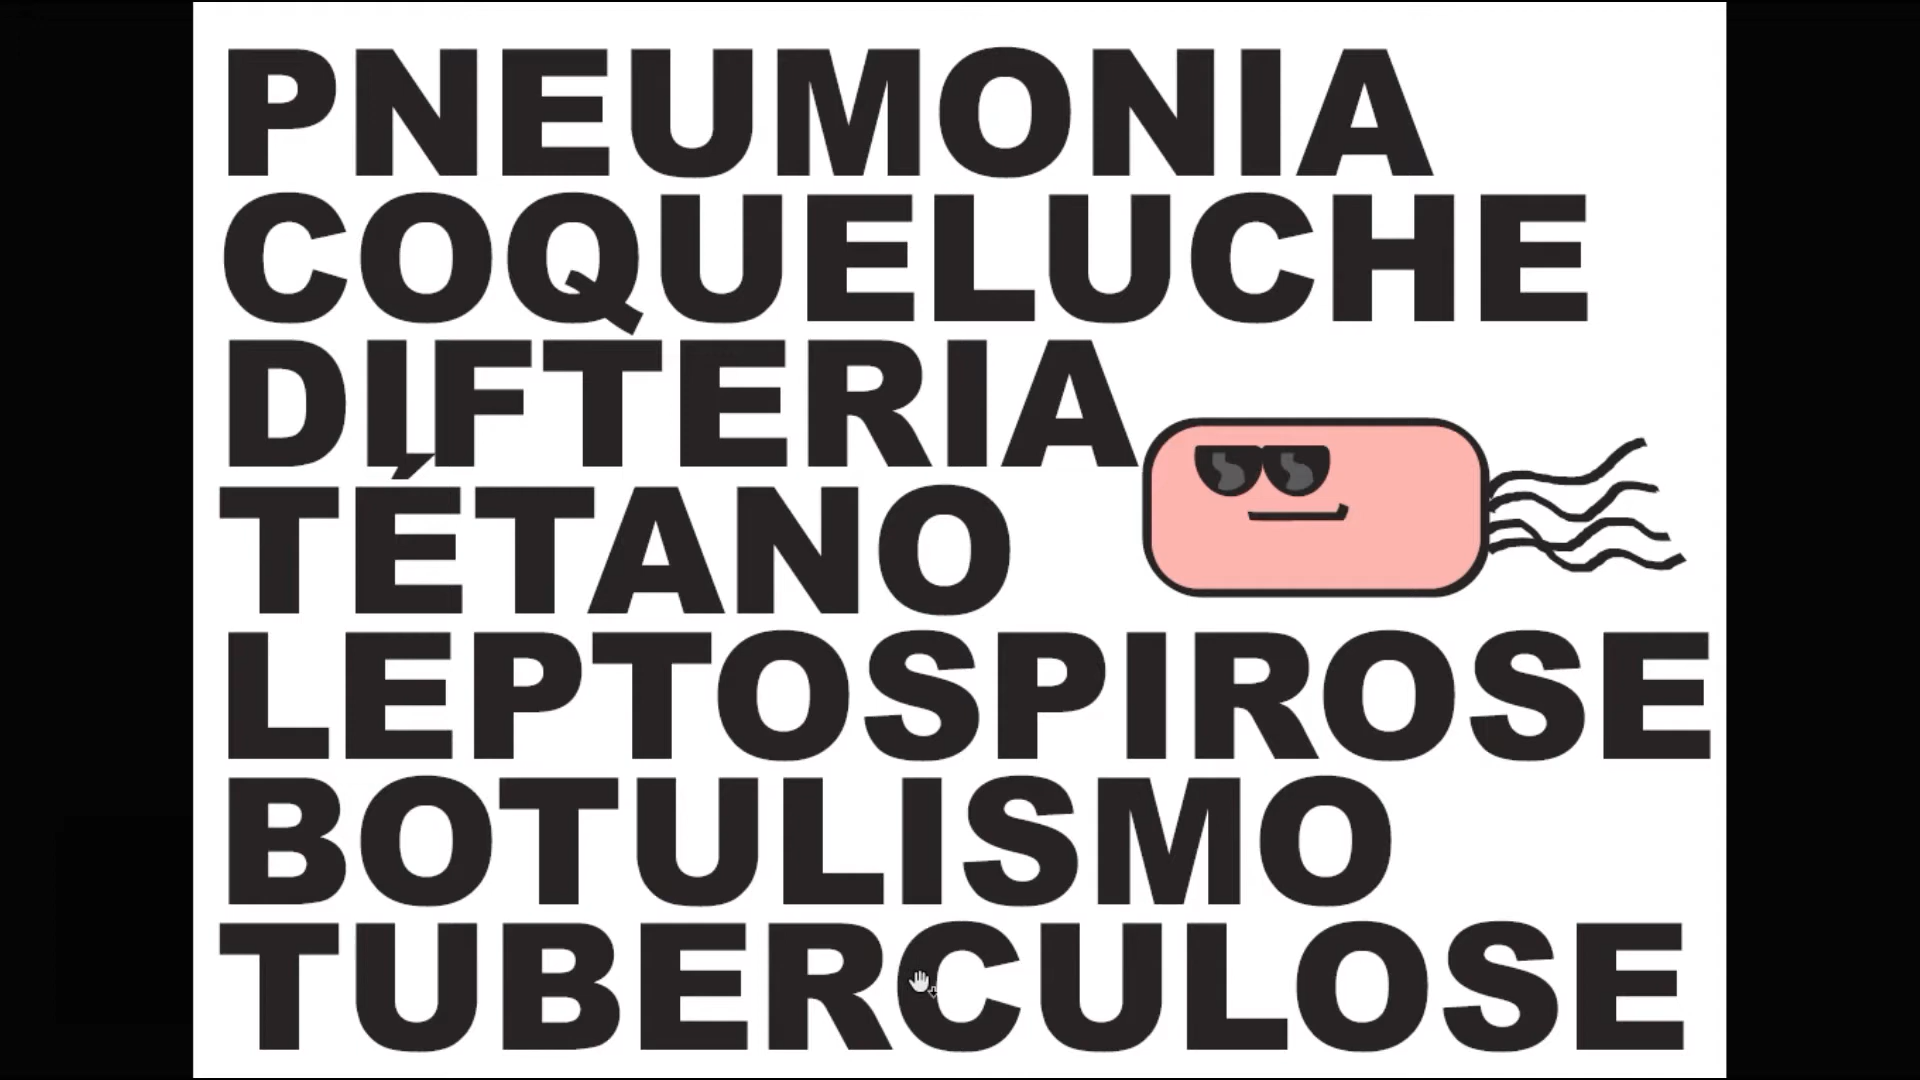 PNEUMONIA
COQUELUCHE
DIFTERIA
TÉTANO
LEPTOSPIROSE
BOTULISMO
TUBERCULOSE